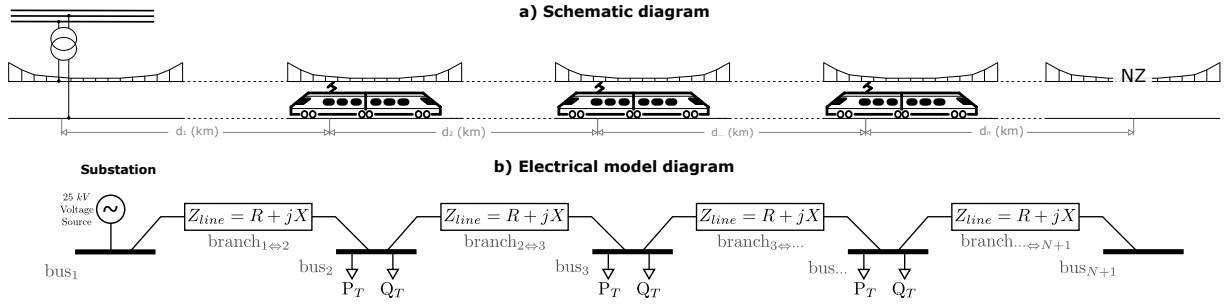 a) Schematic diagram
NZ
d₁ (km)
d₂ (km)
d... (km)
dₙ (km)
b) Electrical model diagram
Substation
25 kV
Voltage
Source
Z_line = R + jX
Z_line = R + jX
Z_line = R + jX
Z_line = R + jX
branch₁⇔₂
branch₂⇔₃
branch₃⇔...
branch...⇔N+1
bus₁
bus₂
bus₃
bus...
bus_N+1
P_T
Q_T
P_T
Q_T
P_T
Q_T